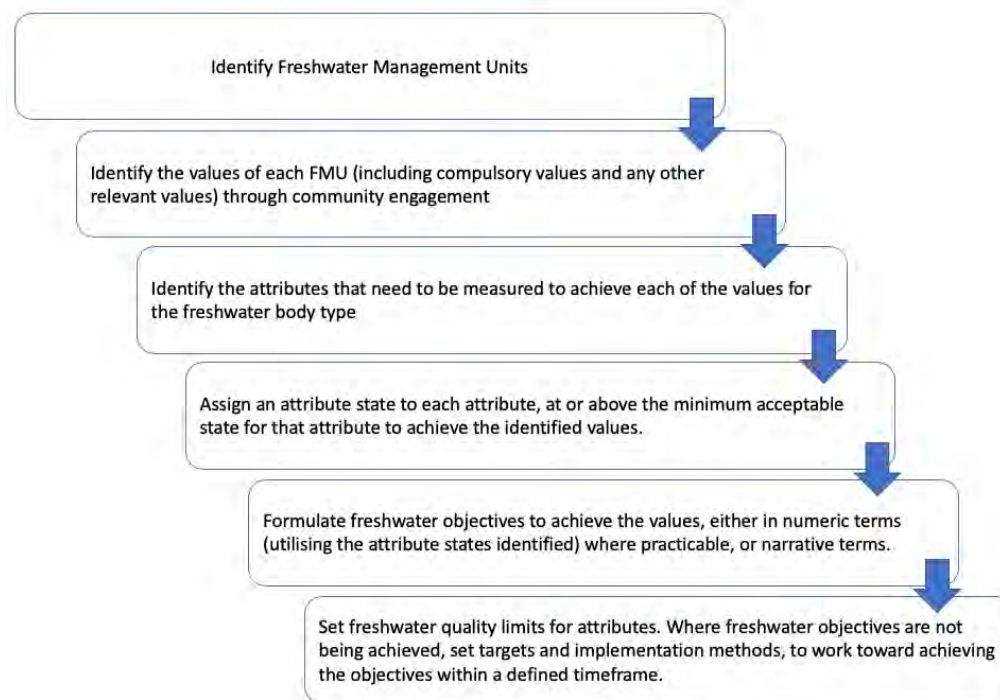 Identify Freshwater Management Units
Identify the values of each FMU (including compulsory values and any other
relevant values) through community engagement
Identify the attributes that need to be measured to achieve each of the values for
the freshwater body type
Assign an attribute state to each attribute, at or above the minimum acceptable
state for that attribute to achieve the identified values.
Formulate freshwater objectives to achieve the values, either in numeric terms
(utilising the attribute states identified) where practicable, or narrative terms.
Set freshwater quality limits for attributes. Where freshwater objectives are not
being achieved, set targets and implementation methods, to work toward achieving
the objectives within a defined timeframe.